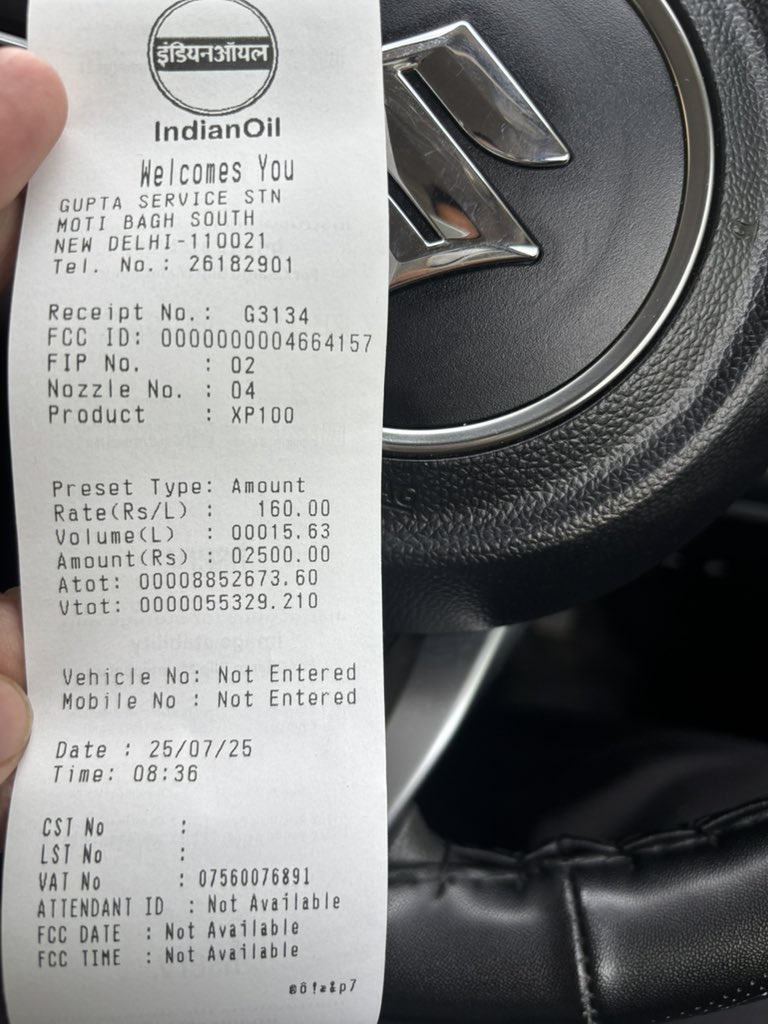 इंडियनऑयल
IndianOil
Welcomes You
GUPTA SERVICE STN
MOTI BAGH SOUTH
NEW DELHI-110021
Tel. No.: 26182901
Receipt No.: G3134
FCC ID: 0000000004664157
FIP No. : 02
Nozzle No. : 04
Product : XP100
Preset Type: Amount
Rate(Rs/L) : 160.00
Volume(L) : 00015.63
Amount(Rs) : 02500.00
Atot: 00008852673.60
Vtot: 0000055329.210
Vehicle No: Not Entered
Mobile No : Not Entered
Date : 25/07/25
Time: 08:36
CST No :
LST No :
VAT No : 07560076891
ATTENDANT ID : Not Available
FCC DATE : Not Available
FCC TIME : Not Available